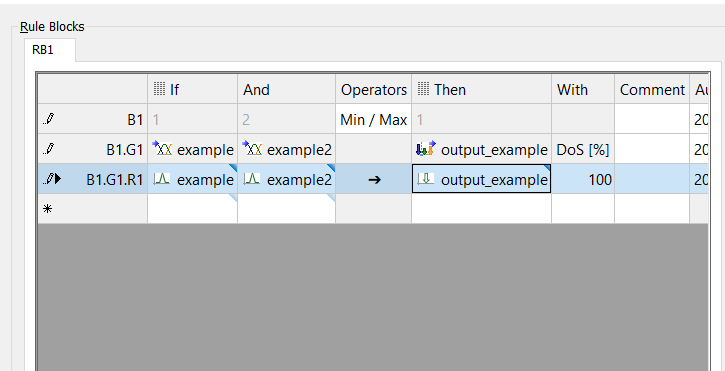 Rule Blocks
RB1
If And Operators Then With Comment
B1 1 2 Min / Max 1 20
B1.G1 example example2 output_example DoS [%] 20
B1.G1.R1 example example2 ➔ output_example 100 20
*